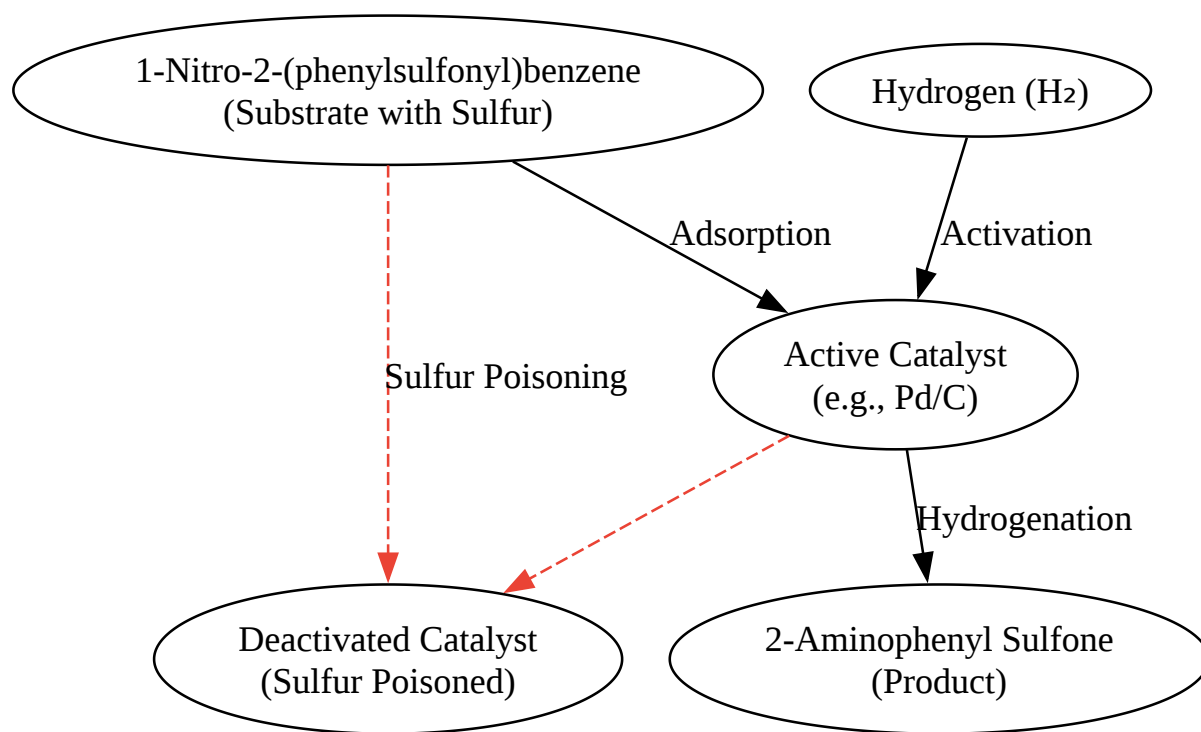 1-Nitro-2-(phenylsulfonyl)benzene
(Substrate with Sulfur)
Hydrogen (H₂)
Adsorption
Activation
Sulfur Poisoning
Active Catalyst
(e.g., Pd/C)
Hydrogenation
Deactivated Catalyst
(Sulfur Poisoned)
2-Aminophenyl Sulfone
(Product)